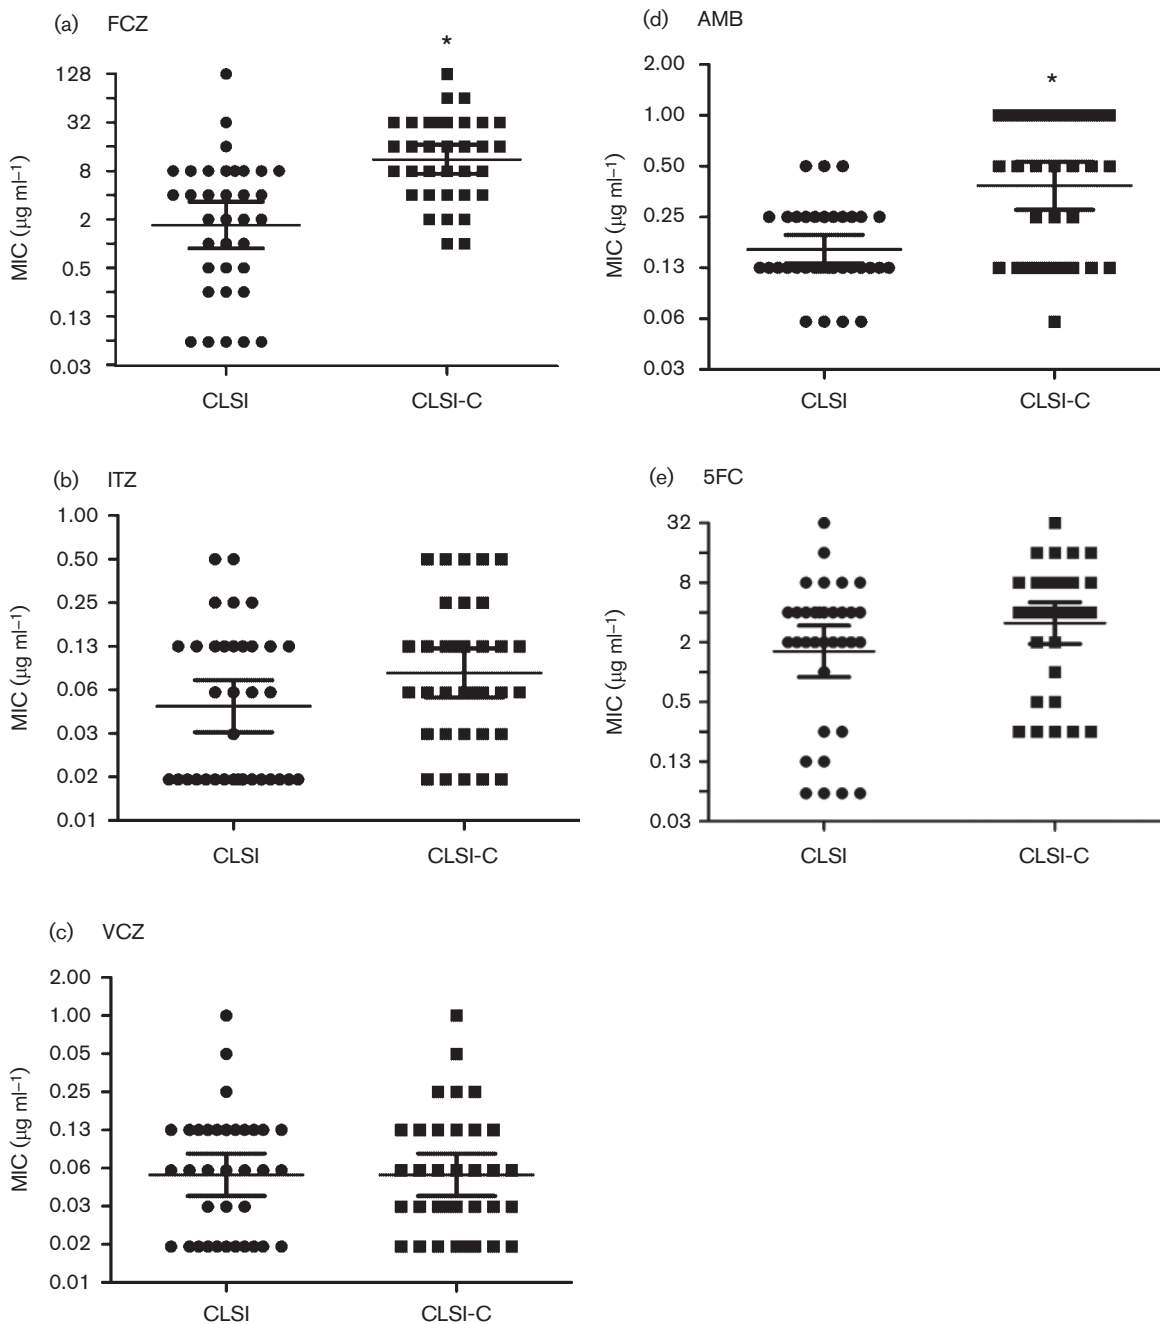 (a) FCZ
*
128
32
8
2
0.5
0.13
0.03
MIC (µg ml⁻¹)
CLSI
CLSI-C
(d) AMB
*
2.00
1.00
0.50
0.25
0.13
0.06
0.03
MIC (µg ml⁻¹)
CLSI
CLSI-C
(b) ITZ
1.00
0.50
0.25
0.13
0.06
0.03
0.02
0.01
MIC (µg ml⁻¹)
CLSI
CLSI-C
(e) 5FC
32
8
2
0.5
0.13
0.03
MIC (µg ml⁻¹)
CLSI
CLSI-C
(c) VCZ
2.00
1.00
0.05
0.25
0.13
0.06
0.03
0.02
0.01
MIC (µg ml⁻¹)
CLSI
CLSI-C